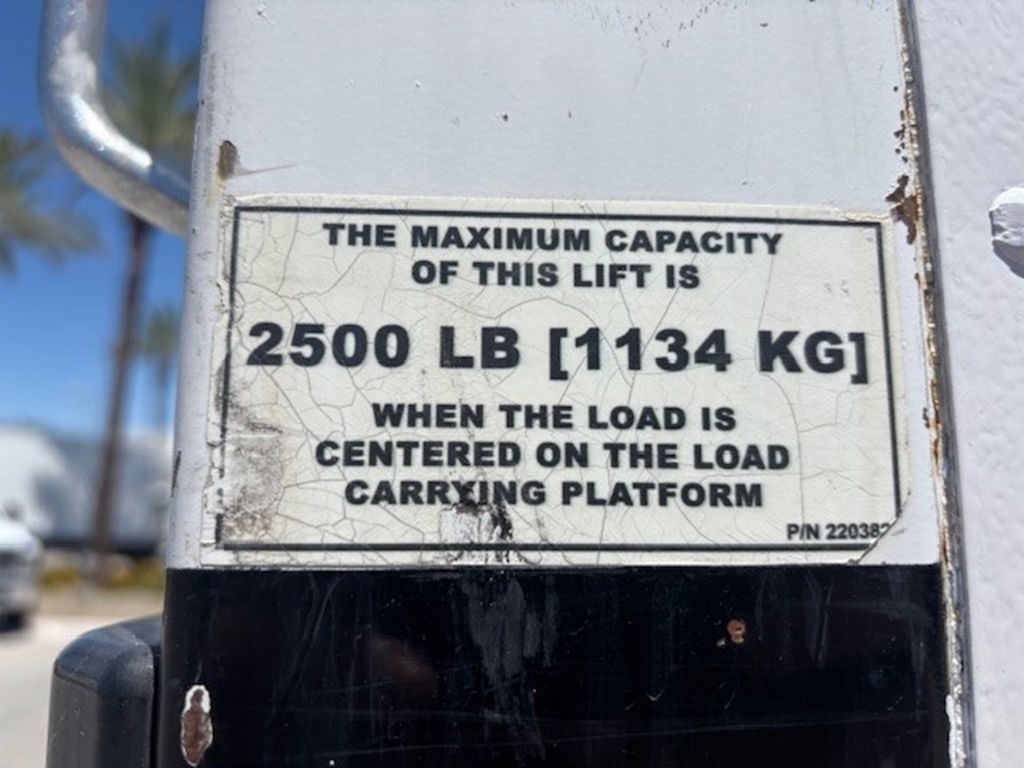 THE MAXIMUM CAPACITY
OF THIS LIFT IS
2500 LB [1134 KG]
WHEN THE LOAD IS
CENTERED ON THE LOAD
CARRYING PLATFORM
P/N